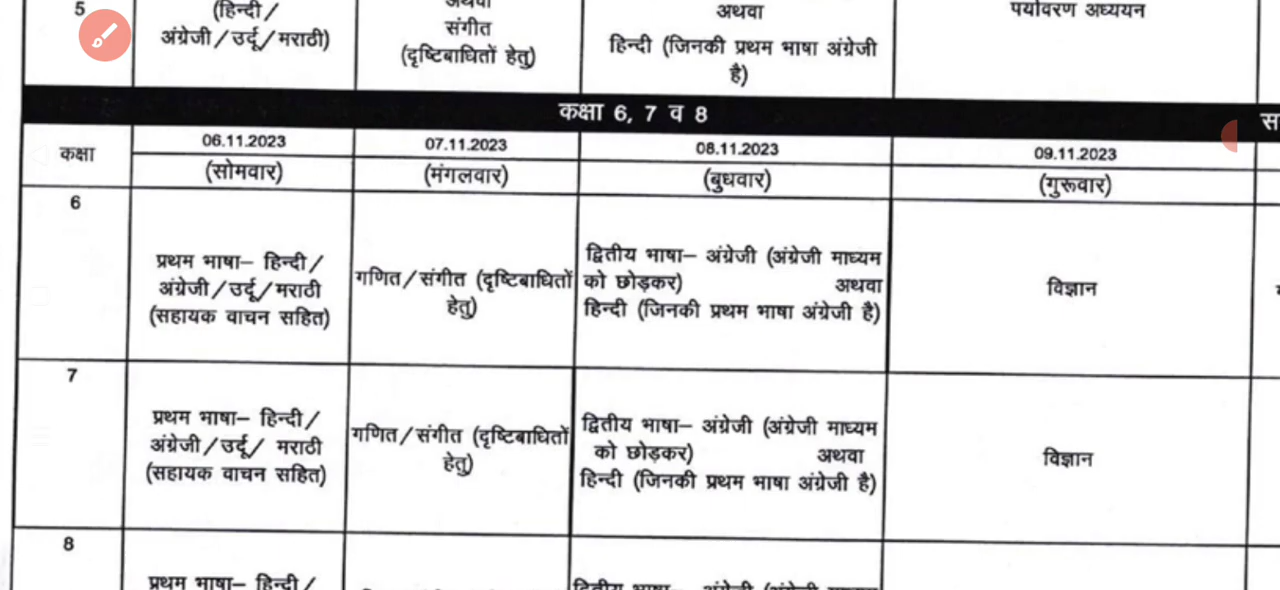 5
(हिन्दी/
अंग्रेजी/उर्दू/मराठी)
अथवा
संगीत
(दृष्टिबाधितों हेतु)
अथवा
हिन्दी (जिनकी प्रथम भाषा अंग्रेजी
है)
पर्यावरण अध्ययन
कक्षा 6, 7 व 8
कक्षा
06.11.2023
07.11.2023
08.11.2023
09.11.2023
(सोमवार)
(मंगलवार)
(बुधवार)
(गुरूवार)
6
प्रथम भाषा– हिन्दी/
अंग्रेजी/उर्दू/मराठी
(सहायक वाचन सहित)
गणित/संगीत (दृष्टिबाधितों
हेतु)
द्वितीय भाषा– अंग्रेजी (अंग्रेजी माध्यम
को छोड़कर) अथवा
हिन्दी (जिनकी प्रथम भाषा अंग्रेजी है)
विज्ञान
7
प्रथम भाषा– हिन्दी/
अंग्रेजी/उर्दू/ मराठी
(सहायक वाचन सहित)
गणित/संगीत (दृष्टिबाधितों
हेतु)
द्वितीय भाषा– अंग्रेजी (अंग्रेजी माध्यम
को छोड़कर) अथवा
हिन्दी (जिनकी प्रथम भाषा अंग्रेजी है)
विज्ञान
8
प्रथम भाषा– हिन्दी/
द्वितीय भाषा– अंग्रेजी (अंग्रेजी माध्यम